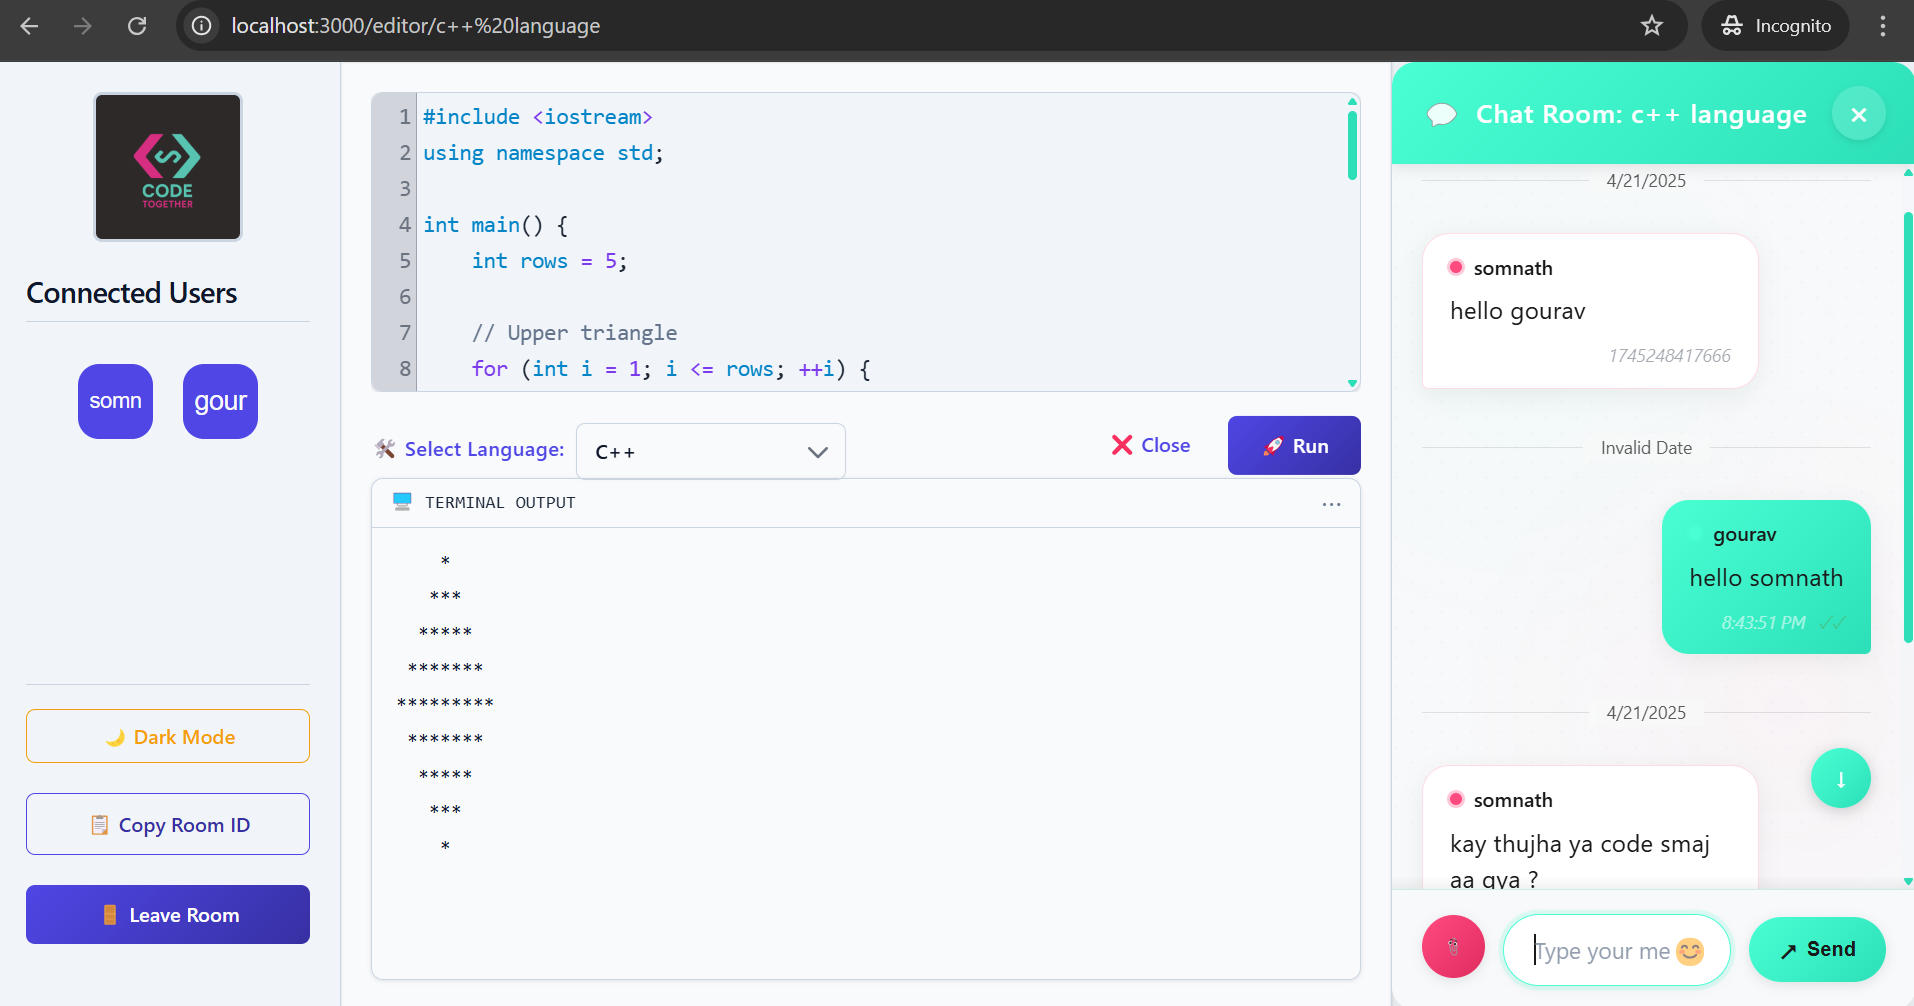 localhost:3000/editor/c++%20language
Incognito
CODE
TOGETHER
Connected Users
somn
gour
🌙 Dark Mode
📋 Copy Room ID
🚪 Leave Room
1 #include <iostream>
2 using namespace std;
3
4 int main() {
5     int rows = 5;
6
7     // Upper triangle
8     for (int i = 1; i <= rows; ++i) {
🛠️ Select Language:
C++
❌ Close
🚀 Run
🖥️ TERMINAL OUTPUT
...
    *
   ***
  *****
 *******
*********
 *******
  *****
   ***
    *
💬 Chat Room: c++ language
×
4/21/2025
somnath
hello gourav
1745248417666
Invalid Date
gourav
hello somnath
8:43:51 PM ✓✓
4/21/2025
somnath
kay thujha ya code smaj
aa gya ?
↓
Type your me 😊
↗ Send